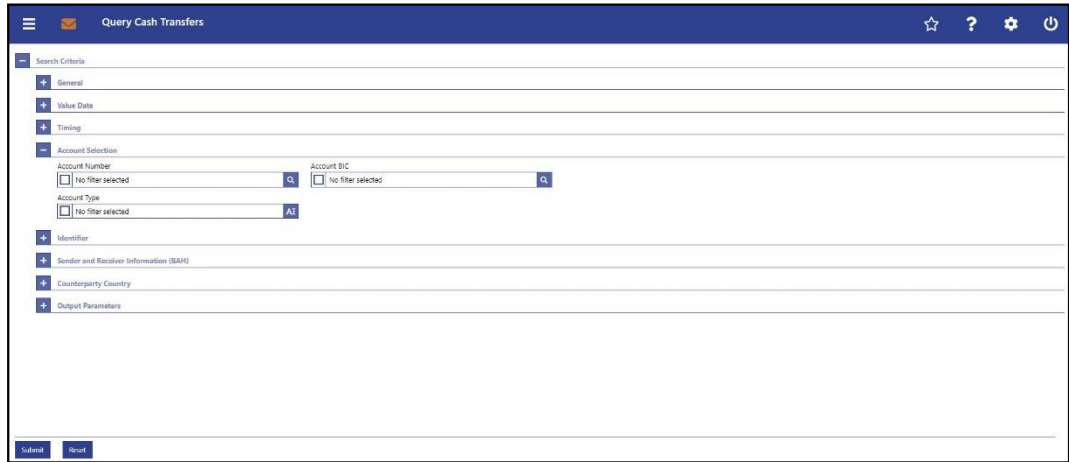 Query Cash Transfers
?
− Search Criteria
+ General
+ Value Date
+ Timing
− Account Selection
Account Number Account BIC
No filter selected No filter selected
Account Type
No filter selected AI
+ Identifier
+ Sender and Receiver Information (BAH)
+ Counterparty Country
+ Output Parameters
Submit Reset